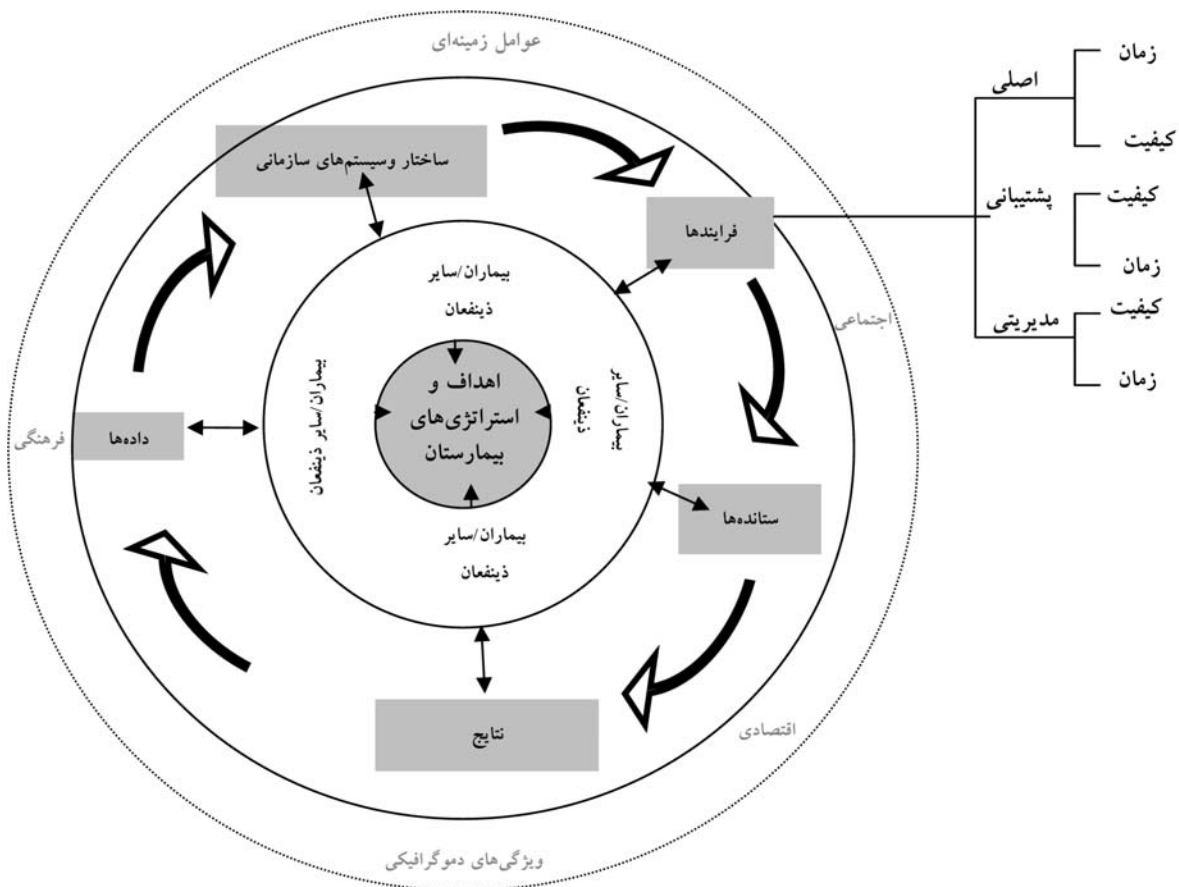 عوامل زمینه‌ای
ساختار وسیستم‌های سازمانی
فرایندها
ستانده‌ها
نتایج
داده‌ها
بیماران/سایر
ذینفعان
بیماران/سایر
ذینفعان
بیماران/سایر
ذینفعان
بیماران/سایر ذینفعان
اهداف و
استراتژی‌های
بیمارستان
اجتماعی
اقتصادی
ویژگی‌های دموگرافیکی
فرهنگی
اصلی
زمان
کیفیت
پشتیبانی
کیفیت
زمان
مدیریتی
کیفیت
زمان